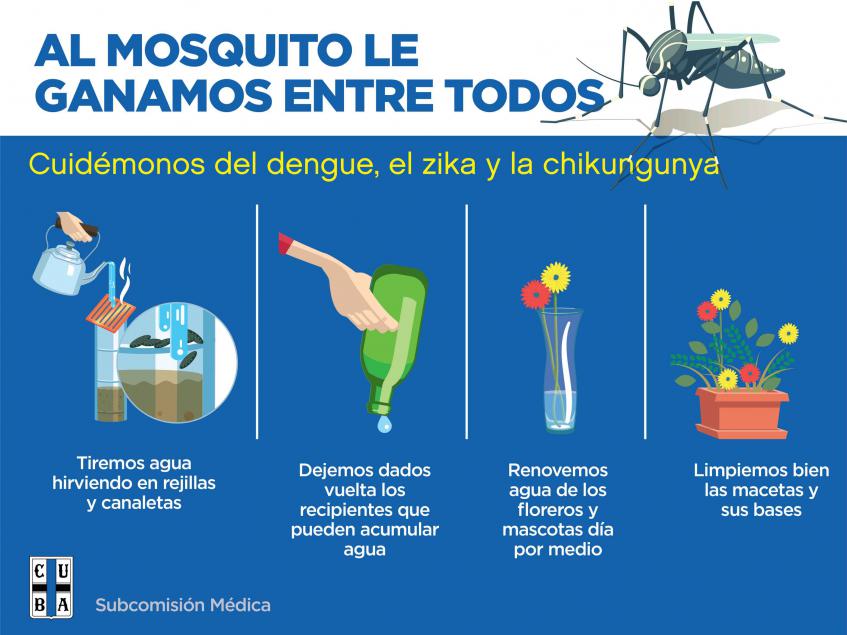 AL MOSQUITO LE
GANAMOS ENTRE TODOS
Cuidémonos del dengue, el zika y la chikungunya
Tiremos agua
hirviendo en rejillas
y canaletas
Dejemos dados
vuelta los
recipientes que
pueden acumular
agua
Renovemos
agua de los
floreros y
mascotas día
por medio
Limpiemos bien
las macetas y
sus bases
C U
B A
Subcomisión Médica